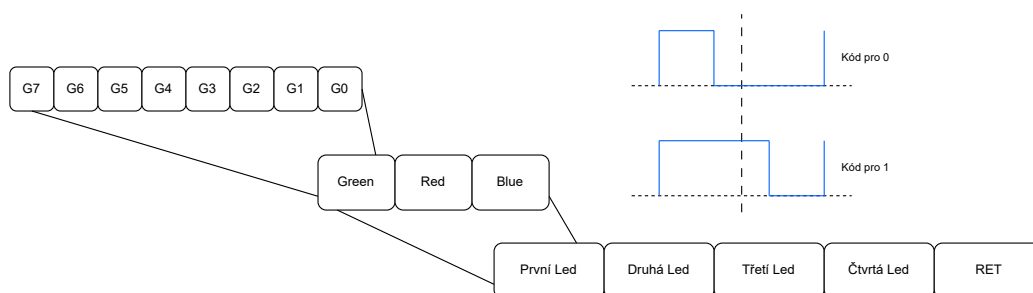 Kód pro 0
G7 G6 G5 G4 G3 G2 G1 G0
Kód pro 1
Green Red Blue
První Led Druhá Led Třetí Led Čtvrtá Led RET